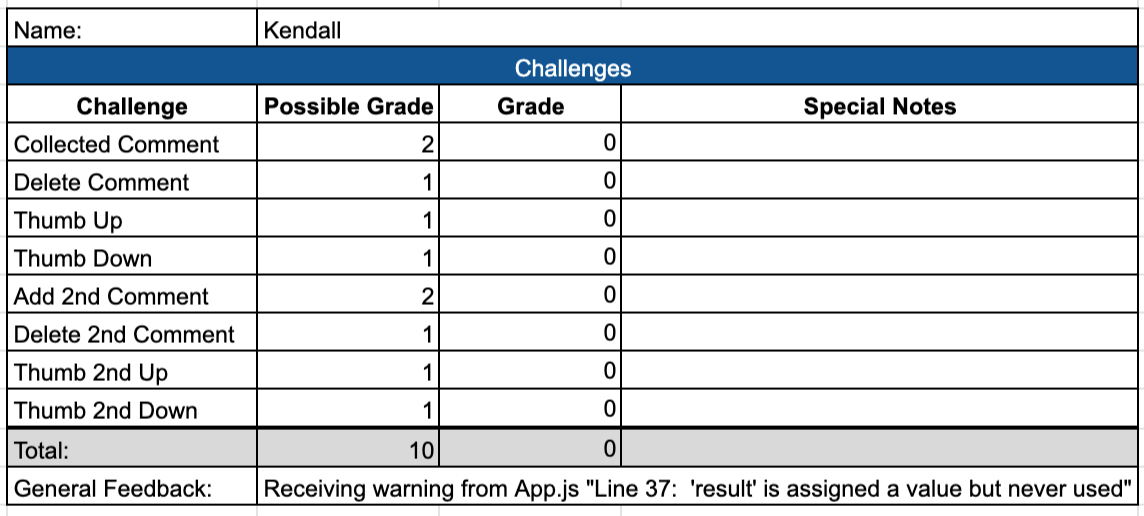 Name: Kendall
Challenges
Challenge Possible Grade Grade Special Notes
Collected Comment 2 0
Delete Comment 1 0
Thumb Up 1 0
Thumb Down 1 0
Add 2nd Comment 2 0
Delete 2nd Comment 1 0
Thumb 2nd Up 1 0
Thumb 2nd Down 1 0
Total: 10 0
General Feedback: Receiving warning from App.js "Line 37:  'result' is assigned a value but never used"